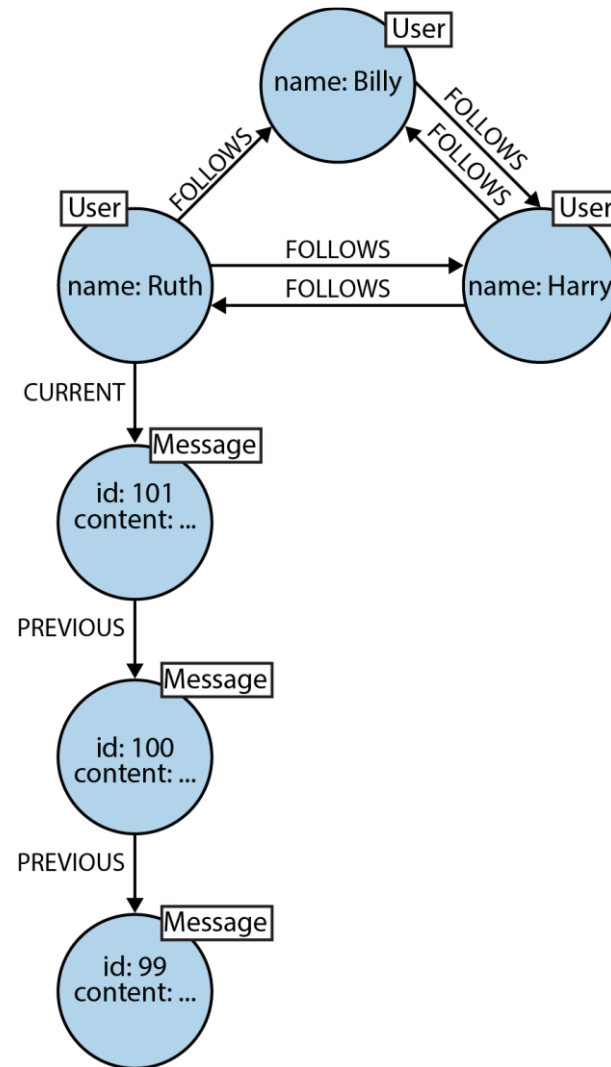 User
name: Billy
FOLLOWS
FOLLOWS
FOLLOWS
User
User
name: Ruth
FOLLOWS
FOLLOWS
name: Harry
CURRENT
Message
id: 101
content: ...
PREVIOUS
Message
id: 100
content: ...
PREVIOUS
Message
id: 99
content: ...